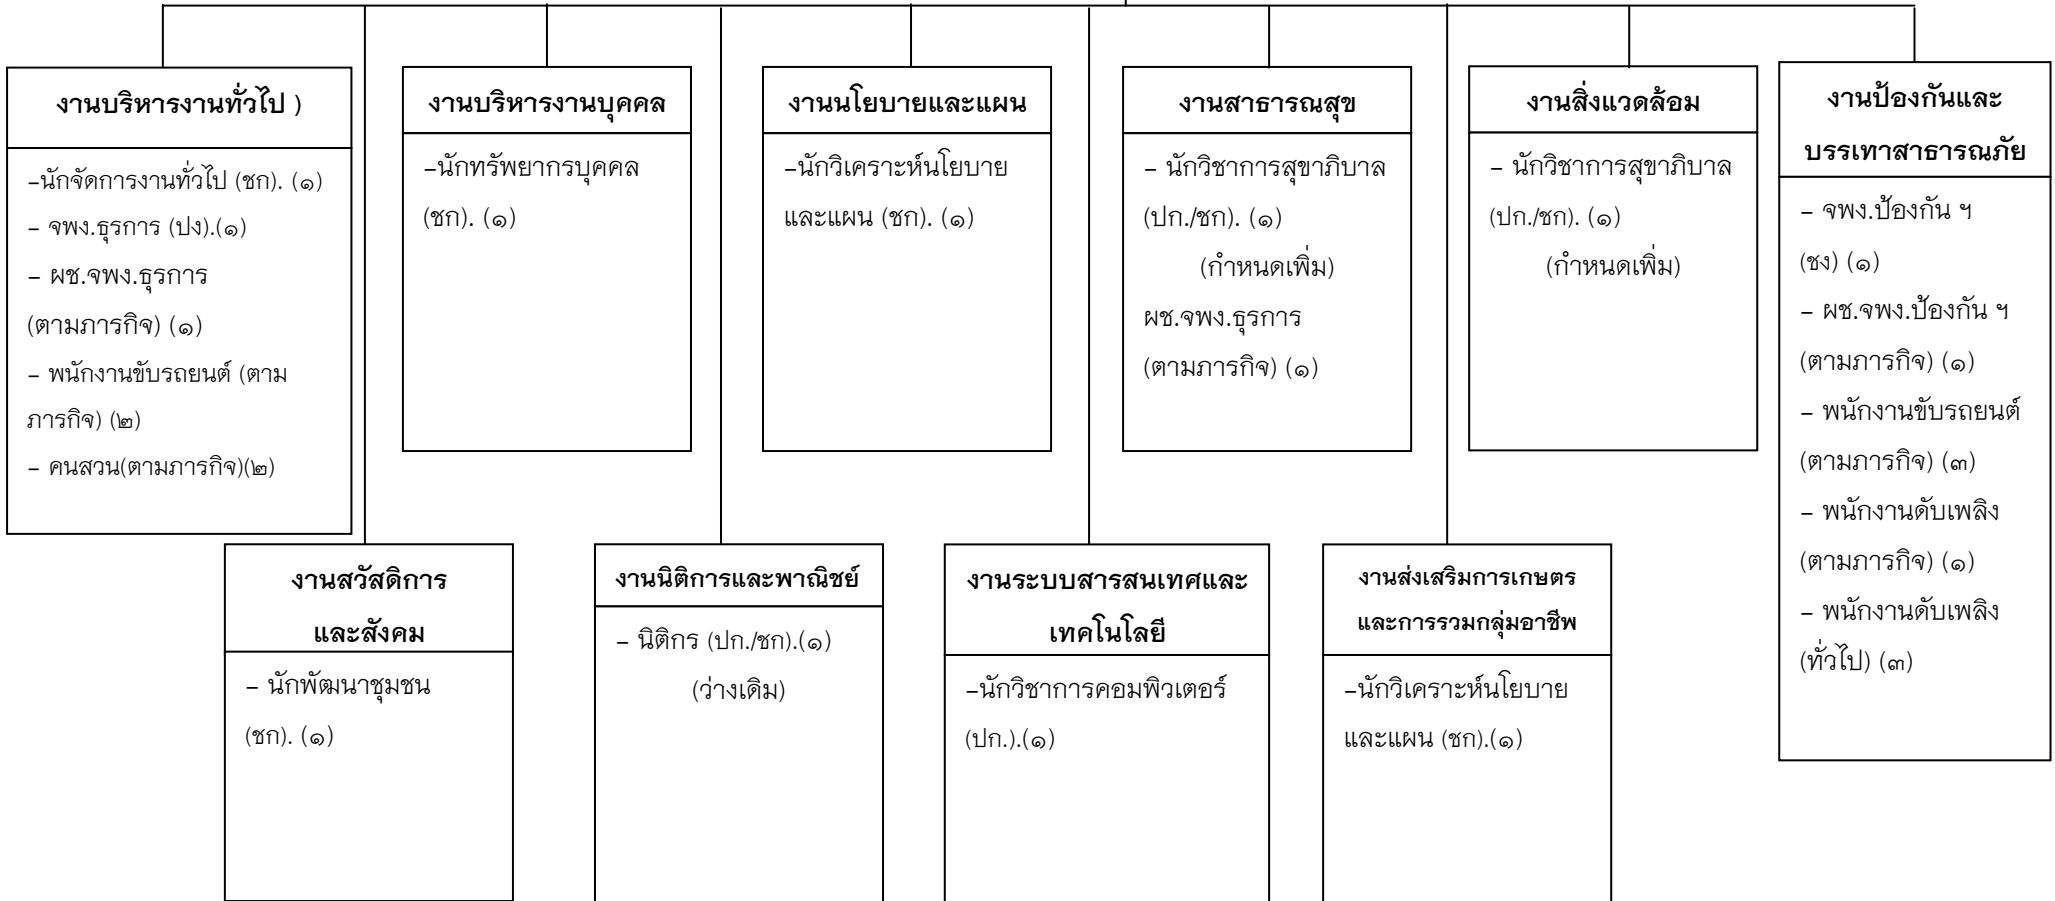 งานบริหารงานทั่วไป )
–นักจัดการงานทั่วไป (ชก). (๑)
– จพง.ธุรการ (ปง).(๑)
– ผช.จพง.ธุรการ
(ตามภารกิจ) (๑)
– พนักงานขับรถยนต์ (ตาม
ภารกิจ) (๒)
– คนสวน(ตามภารกิจ)(๒)
งานบริหารงานบุคคล
–นักทรัพยากรบุคคล
(ชก). (๑)
งานนโยบายและแผน
–นักวิเคราะห์นโยบาย
และแผน (ชก). (๑)
งานสาธารณสุข
– นักวิชาการสุขาภิบาล
(ปก./ชก). (๑)
(กำหนดเพิ่ม)
ผช.จพง.ธุรการ
(ตามภารกิจ) (๑)
งานสิ่งแวดล้อม
– นักวิชาการสุขาภิบาล
(ปก./ชก). (๑)
(กำหนดเพิ่ม)
งานป้องกันและ
บรรเทาสาธารณภัย
– จพง.ป้องกัน ฯ
(ชง) (๑)
– ผช.จพง.ป้องกัน ฯ
(ตามภารกิจ) (๑)
– พนักงานขับรถยนต์
(ตามภารกิจ) (๓)
– พนักงานดับเพลิง
(ตามภารกิจ) (๑)
– พนักงานดับเพลิง
(ทั่วไป) (๓)
งานสวัสดิการ
และสังคม
– นักพัฒนาชุมชน
(ชก). (๑)
งานนิติการและพาณิชย์
– นิติกร (ปก./ชก).(๑)
(ว่างเดิม)
งานระบบสารสนเทศและ
เทคโนโลยี
–นักวิชาการคอมพิวเตอร์
(ปก.).(๑)
งานส่งเสริมการเกษตร
และการรวมกลุ่มอาชีพ
–นักวิเคราะห์นโยบาย
และแผน (ชก).(๑)